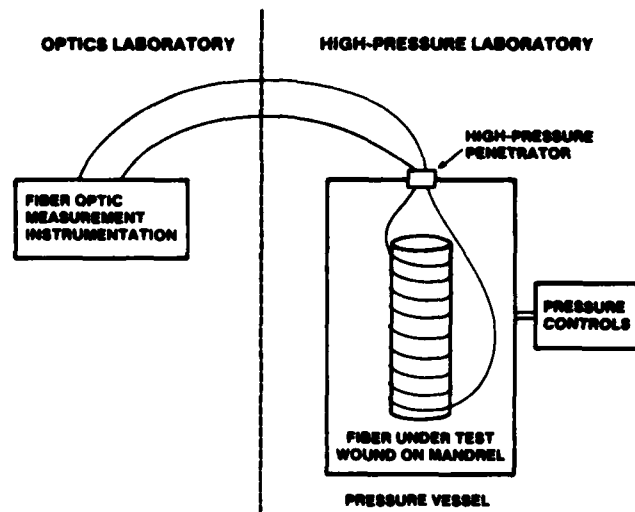 OPTICS LABORATORY
HIGH-PRESSURE LABORATORY
HIGH-PRESSURE
PENETRATOR
FIBER OPTIC
MEASUREMENT
INSTRUMENTATION
PRESSURE
CONTROLS
FIBER UNDER TEST
WOUND ON MANDREL
PRESSURE VESSEL